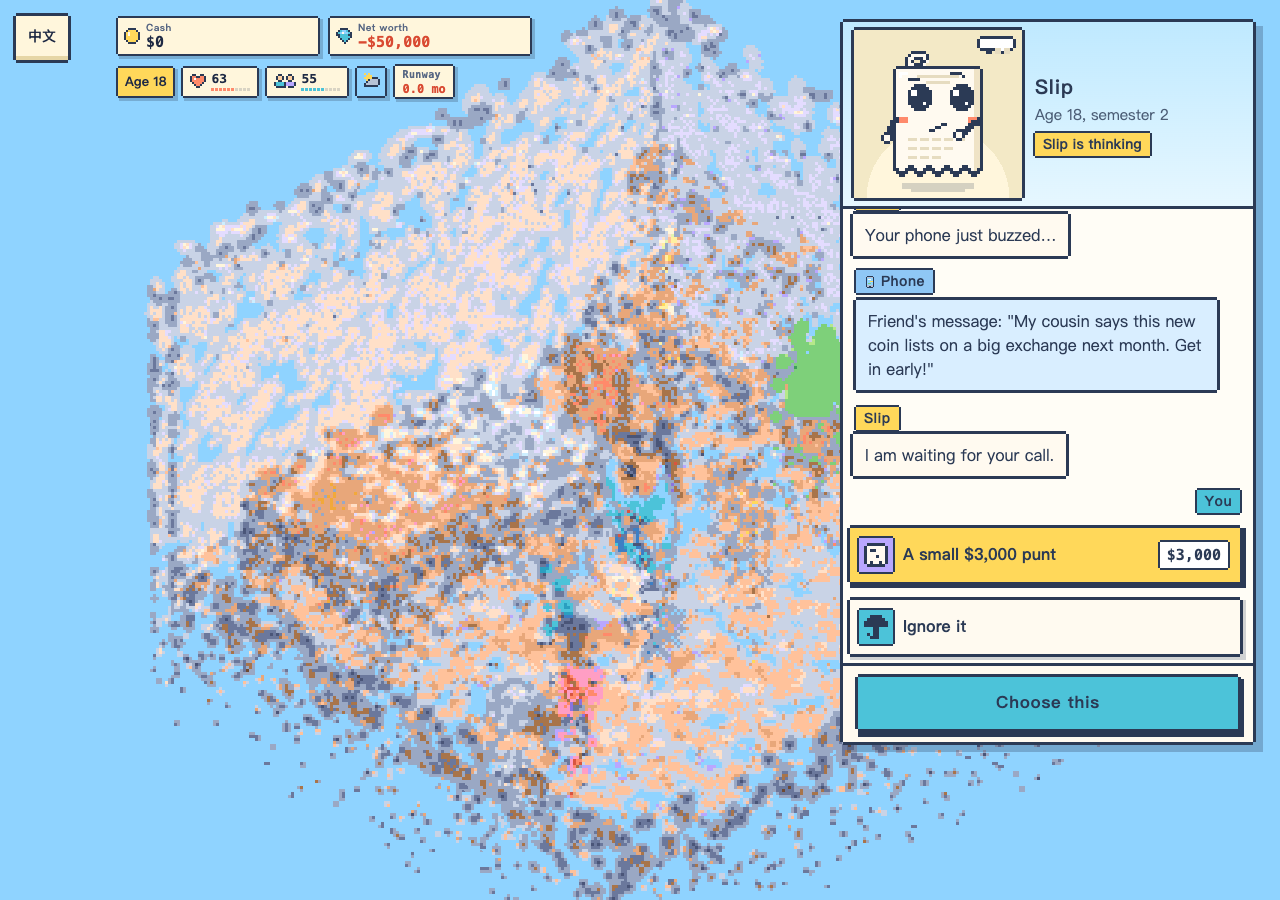 中文
Cash
$0
Net worth
−$50,000
Age 18
63
55
Runway
0.0 mo
Slip
Age 18, semester 2
Slip is thinking
Your phone just buzzed...
Phone
Friend's message: "My cousin says this new
coin lists on a big exchange next month. Get
in early!"
Slip
I am waiting for your call.
You
A small $3,000 punt
$3,000
Ignore it
Choose this